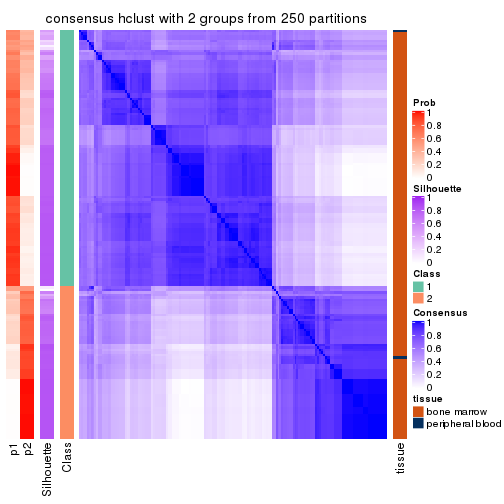 consensus hclust with 2 groups from 250 partitions
Prob
1
0.8
0.6
0.4
0.2
0
Silhouette
1
0.8
0.6
0.4
0.2
0
Class
1
2
Consensus
1
0.8
0.6
0.4
0.2
0
tissue
bone marrow
peripheral blood
p1
p2
Silhouette
Class
tissue